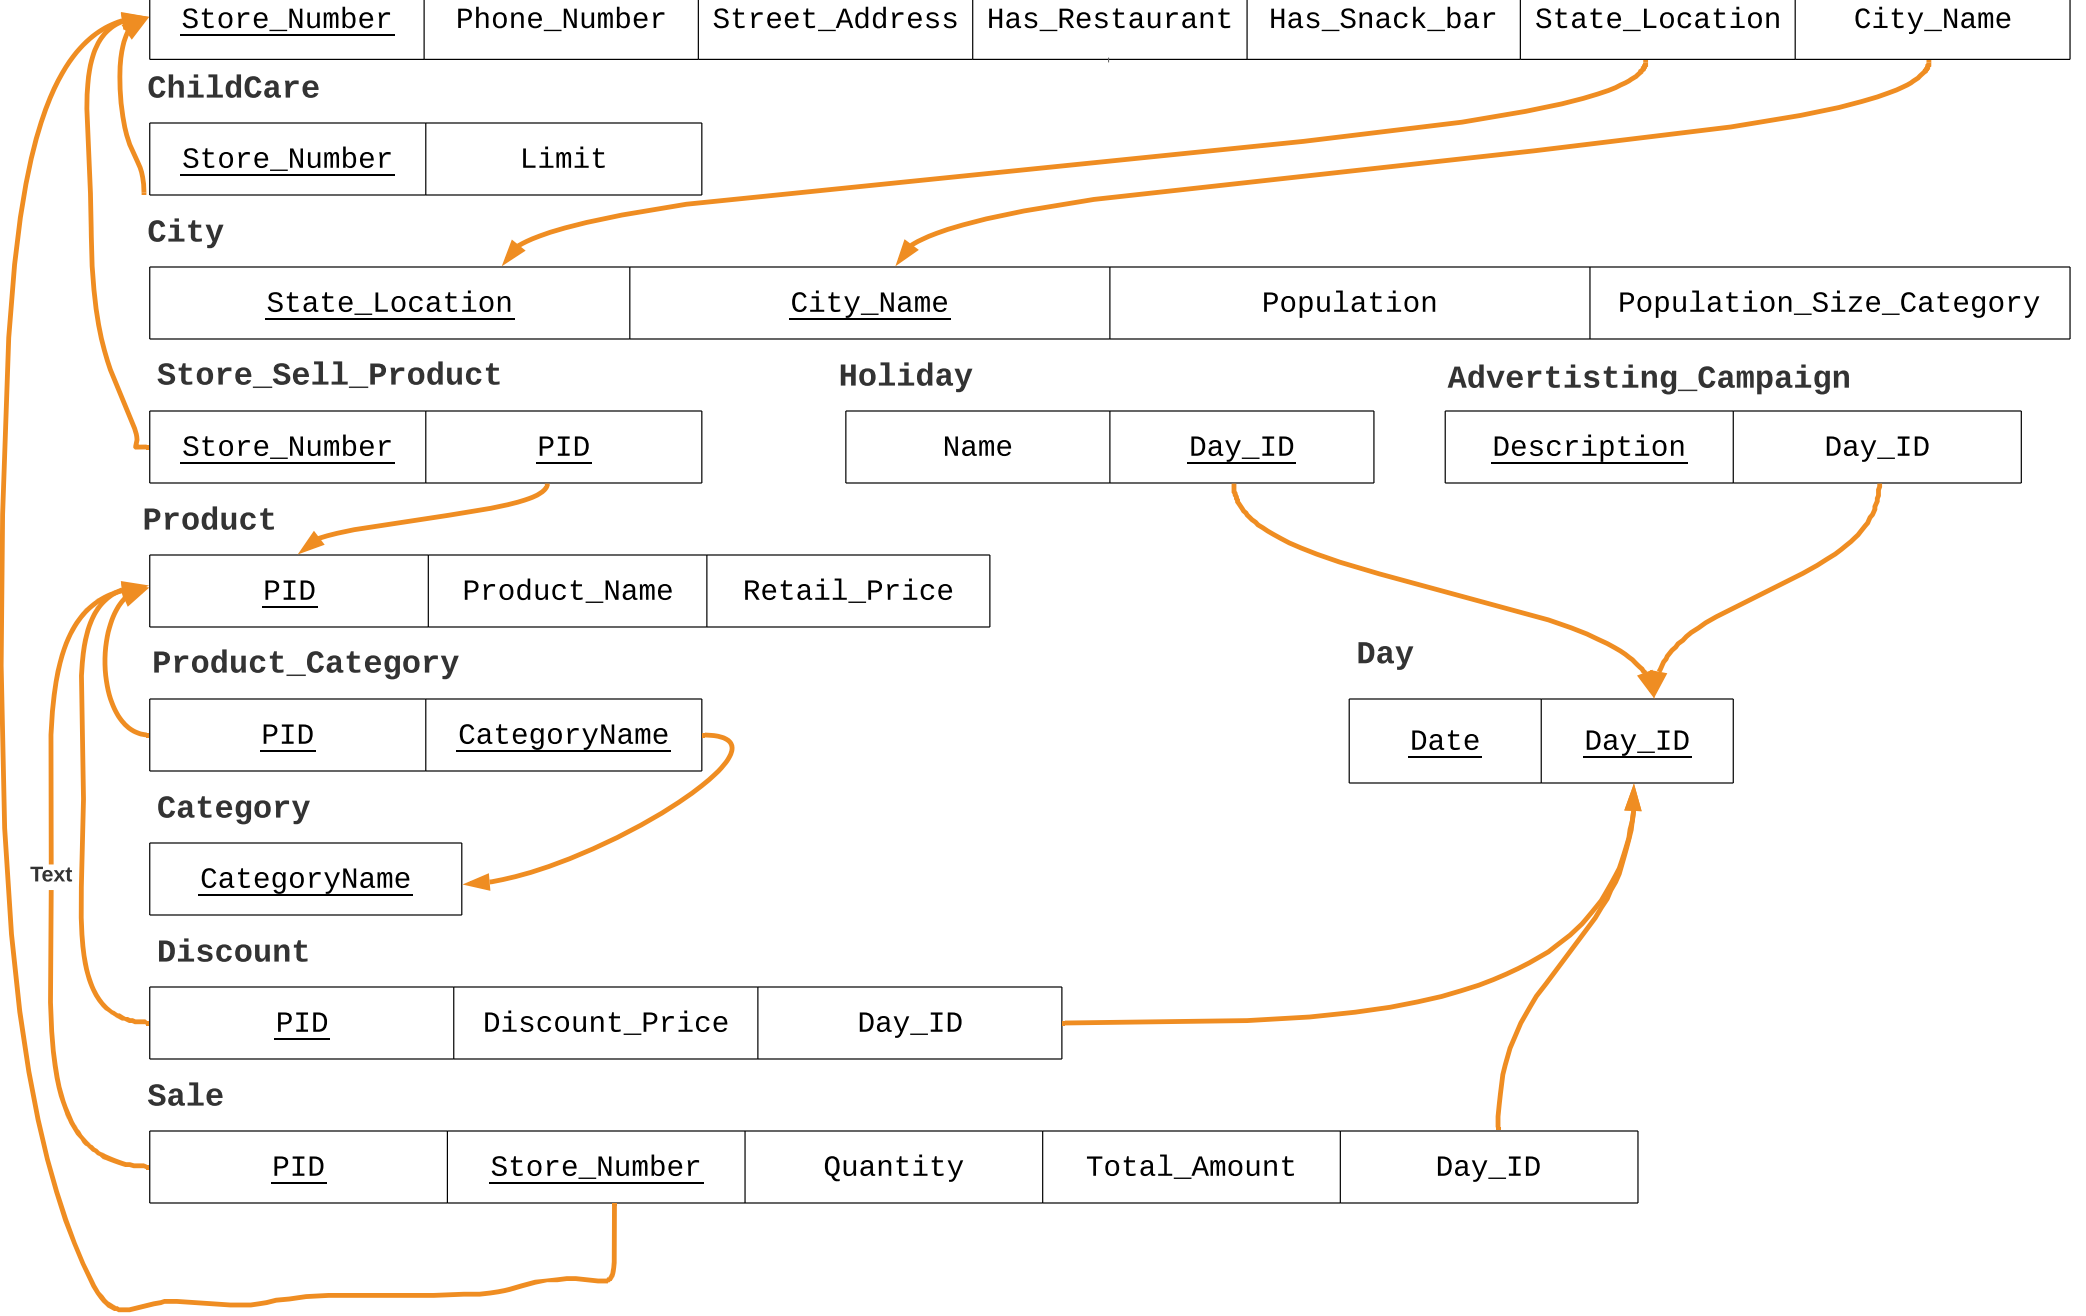 Store_Number Phone_Number Street_Address Has_Restaurant Has_Snack_bar State_Location City_Name
ChildCare
Store_Number Limit
City
State_Location City_Name Population Population_Size_Category
Store_Sell_Product Holiday Advertisting_Campaign
Store_Number PID Name Day_ID Description Day_ID
Product
PID Product_Name Retail_Price
Day
Product_Category
PID CategoryName Date Day_ID
Category
Text
CategoryName
Discount
PID Discount_Price Day_ID
Sale
PID Store_Number Quantity Total_Amount Day_ID